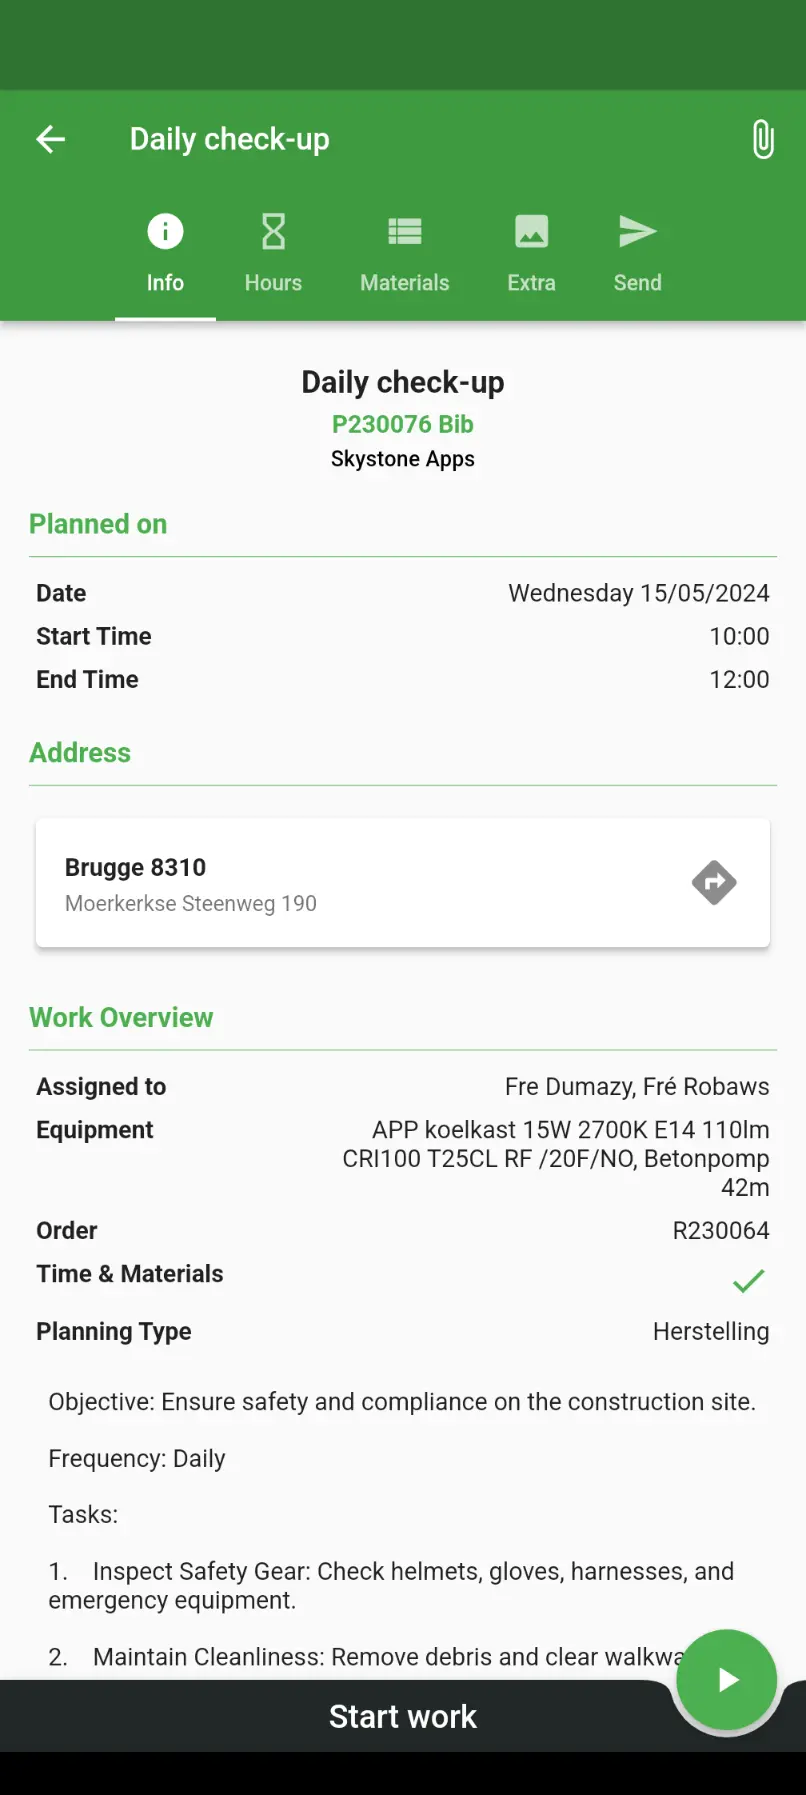 Daily check-up
Info
Hours
Materials
Extra
Send
Daily check-up
P230076 Bib
Skystone Apps
Planned on
Date
Wednesday 15/05/2024
Start Time
10:00
End Time
12:00
Address
Brugge 8310
Moerkerkse Steenweg 190
Work Overview
Assigned to
Fre Dumazy, Fré Robaws
Equipment
APP koelkast 15W 2700K E14 110lm
CRI100 T25CL RF /20F/NO, Betonpomp
42m
Order
R230064
Time & Materials
Planning Type
Herstelling
Objective: Ensure safety and compliance on the construction site.
Frequency: Daily
Tasks:
1. Inspect Safety Gear: Check helmets, gloves, harnesses, and
emergency equipment.
2. Maintain Cleanliness: Remove debris and clear
Start work